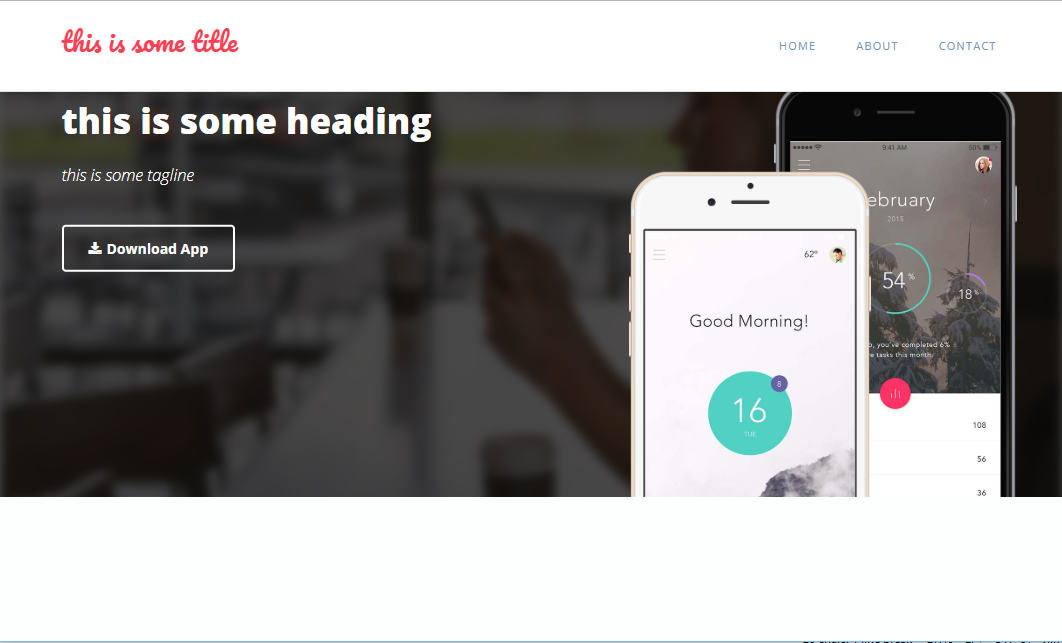 this is some title
HOME ABOUT CONTACT
this is some heading
this is some tagline
Download App
9:41 AM 50%
ebruary
2015
54 %
18 %
you've completed 6%
tasks this month
108
56
36
62°
Good Morning!
8
16
TUE